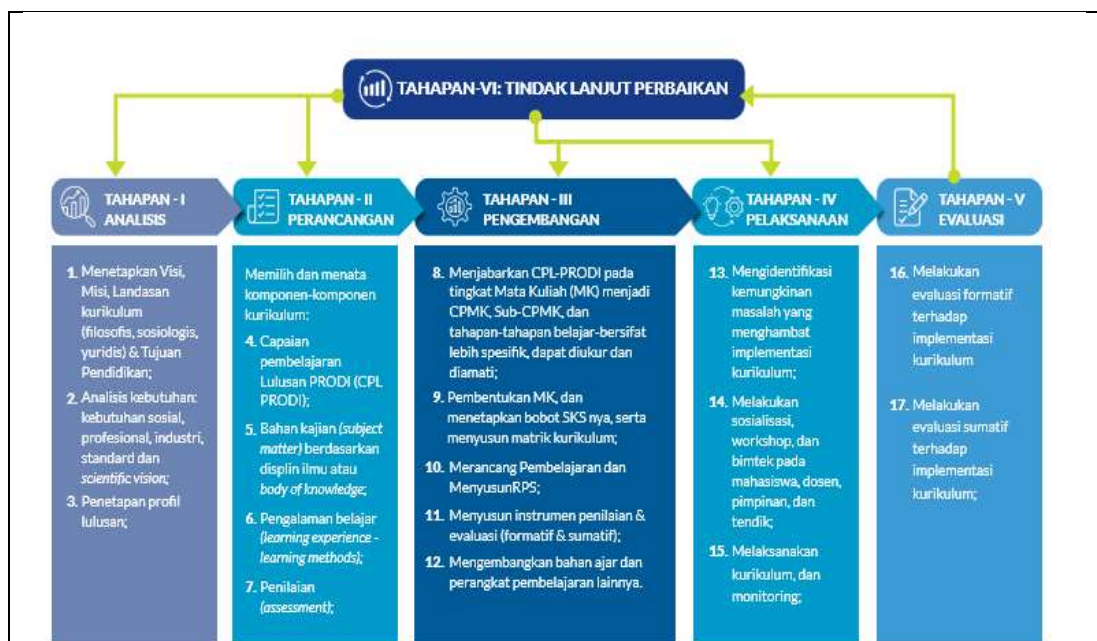 TAHAPAN-VI: TINDAK LANJUT PERBAIKAN
TAHAPAN - I
ANALISIS
1. Menetapkan Visi,
Misi, Landasan
kurikulum
(filosofis, sosiologis,
yuridis) & Tujuan
Pendidikan;
2. Analisis kebutuhan:
kebutuhan sosial,
profesional, industri,
standard dan
scientific vision;
3. Penetapan profil
lulusan;
TAHAPAN - II
PERANCANGAN
Memilih dan menata
komponen-komponen
kurikulum:
4. Capaian
pembelajaran
Lulusan PRODI (CPL
PRODI);
5. Bahan kajian (subject
matter) berdasarkan
displin ilmu atau
body of knowledge;
6. Pengalaman belajar
(learning experience -
learning methods);
7. Penilaian
(assessment);
TAHAPAN - III
PENGEMBANGAN
8. Menjabarkan CPL-PRODI pada
tingkat Mata Kuliah (MK) menjadi
CPMK, Sub-CPMK, dan
tahapan-tahapan belajar-bersifat
lebih spesifik, dapat diukur dan
diamati;
9. Pembentukan MK, dan
menetapkan bobot SKS nya, serta
menyusun matrik kurikulum;
10. Merancang Pembelajaran dan
MenyusunRPS;
11. Menyusun instrumen penilaian &
evaluasi (formatif & sumatif);
12. Mengembangkan bahan ajar dan
perangkat pembelajaran lainnya.
TAHAPAN - IV
PELAKSANAAN
13. Mengidentifikasi
kemungkinan
masalah yang
menghambat
implementasi
kurikulum;
14. Melakukan
sosialisasi,
workshop, dan
bimtek pada
mahasiswa, dosen,
pimpinan, dan
tendik;
15. Melaksanakan
kurikulum, dan
monitoring;
TAHAPAN - V
EVALUASI
16. Melakukan
evaluasi formatif
terhadap
implementasi
kurikulum
17. Melakukan
evaluasi sumatif
terhadap
implementasi
kurikulum;